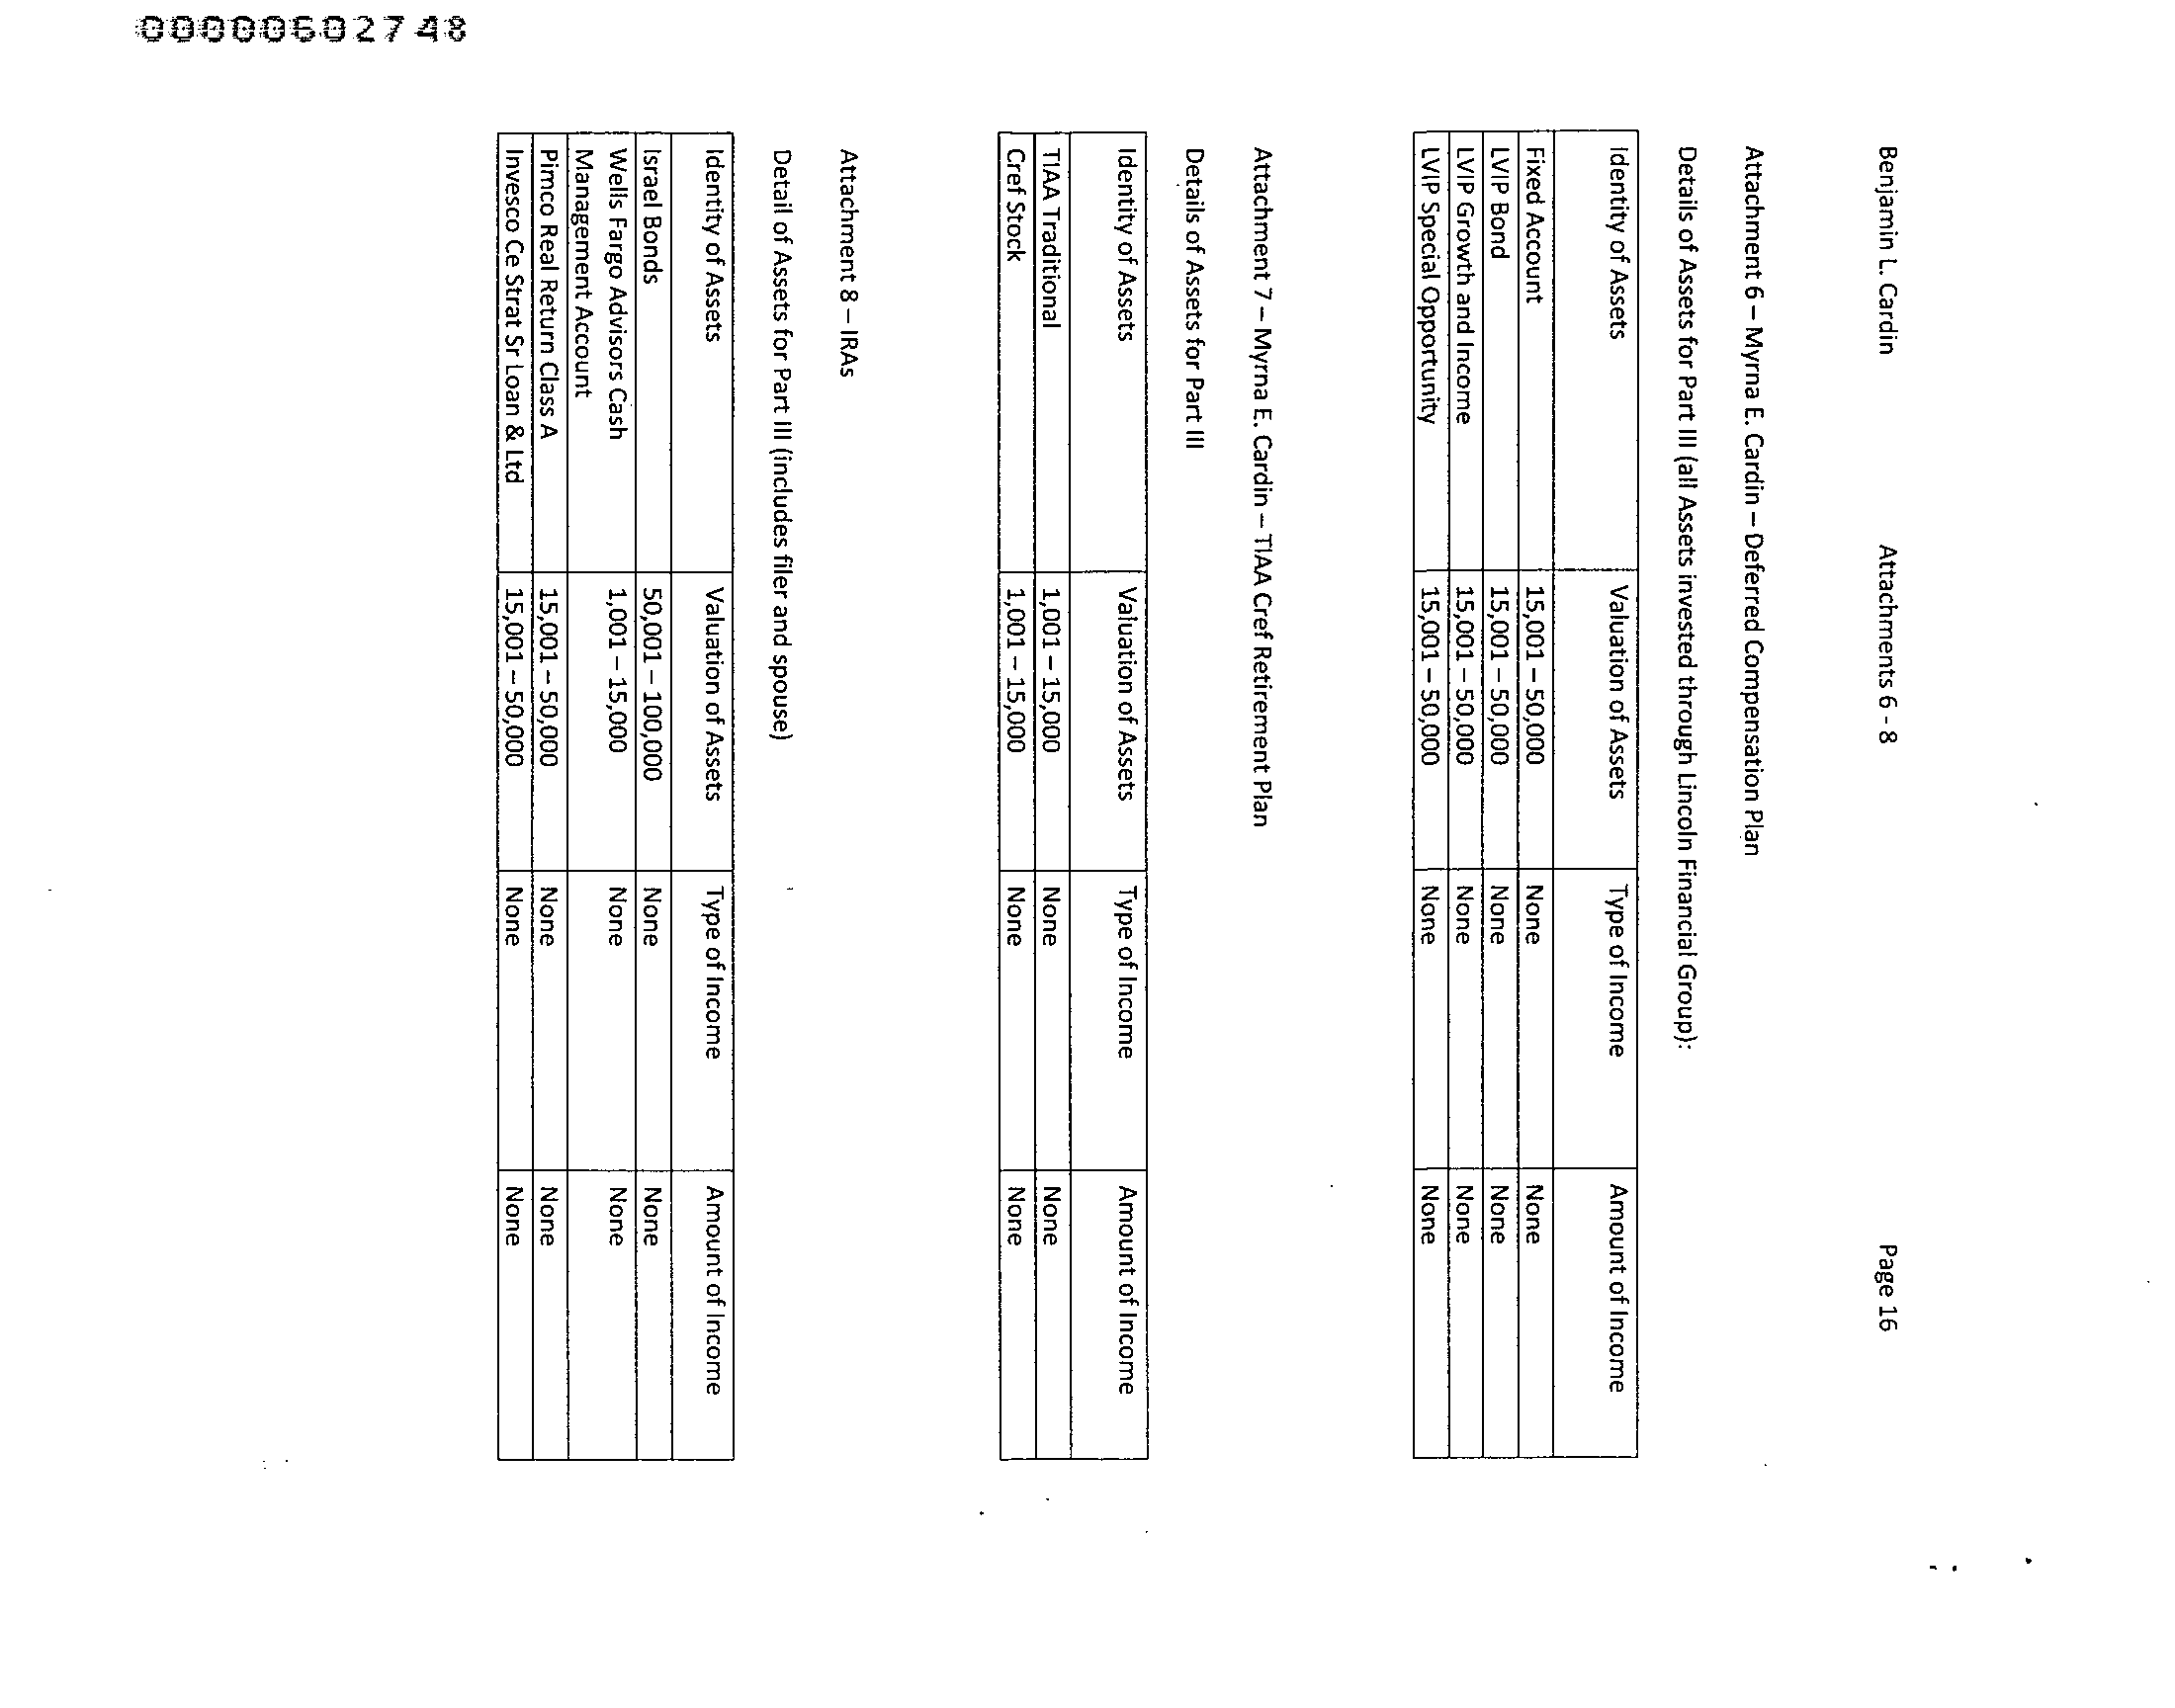 000000602748
Benjamin L. Cardin Attachments 6 - 8 Page 16
Attachment 6 – Myrna E. Cardin – Deferred Compensation Plan
Details of Assets for Part III (all Assets invested through Lincoln Financial Group):
Identity of Assets Valuation of Assets Type of Income Amount of Income
Fixed Account 15,001 – 50,000 None None
LVIP Bond 15,001 – 50,000 None None
LVIP Growth and Income 15,001 – 50,000 None None
LVIP Special Opportunity 15,001 – 50,000 None None
Attachment 7 – Myrna E. Cardin – TIAA Cref Retirement Plan
Details of Assets for Part III
Identity of Assets Valuation of Assets Type of Income Amount of Income
TIAA Traditional 1,001 – 15,000 None None
Cref Stock 1,001 – 15,000 None None
Attachment 8 – IRAs
Detail of Assets for Part III (includes filer and spouse)
Identity of Assets Valuation of Assets Type of Income Amount of Income
Israel Bonds 50,001 – 100,000 None None
Wells Fargo Advisors Cash 1,001 – 15,000 None None
Management Account
Pimco Real Return Class A 15,001 – 50,000 None None
Invesco Ce Strat Sr Loan & Ltd 15,001 – 50,000 None None